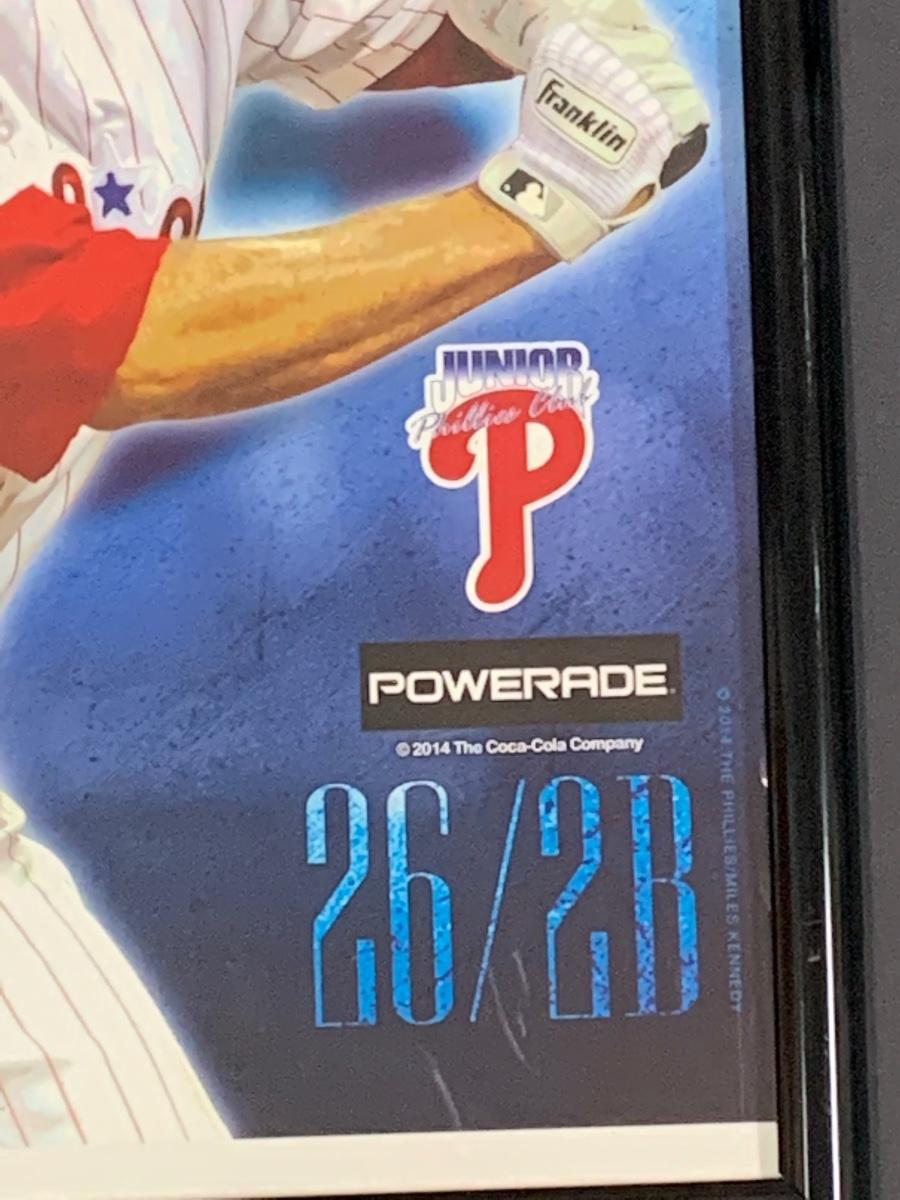 Franklin
JUNIOR
Phillies Club
P
POWERADE
© 2014 The Coca-Cola Company
26/2B
© 2014 THE PHILLIES/MILES KENNEDY